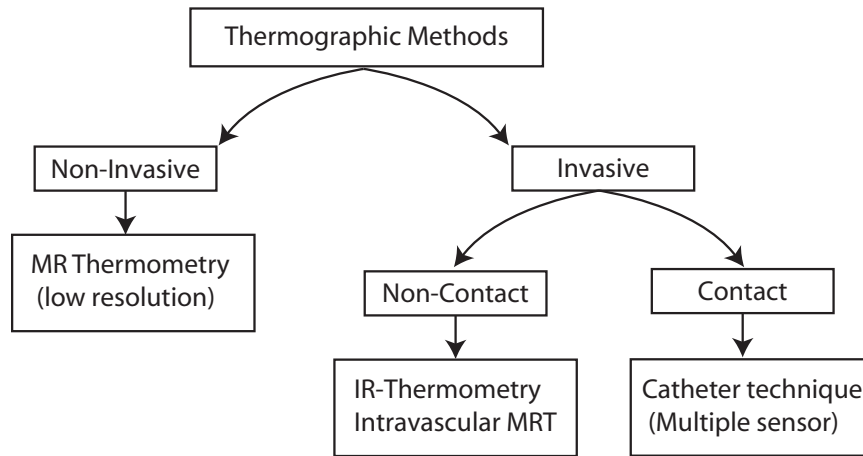 Thermographic Methods
Non-Invasive
Invasive
MR Thermometry
(low resolution)
Non-Contact
Contact
IR-Thermometry
Intravascular MRT
Catheter technique
(Multiple sensor)